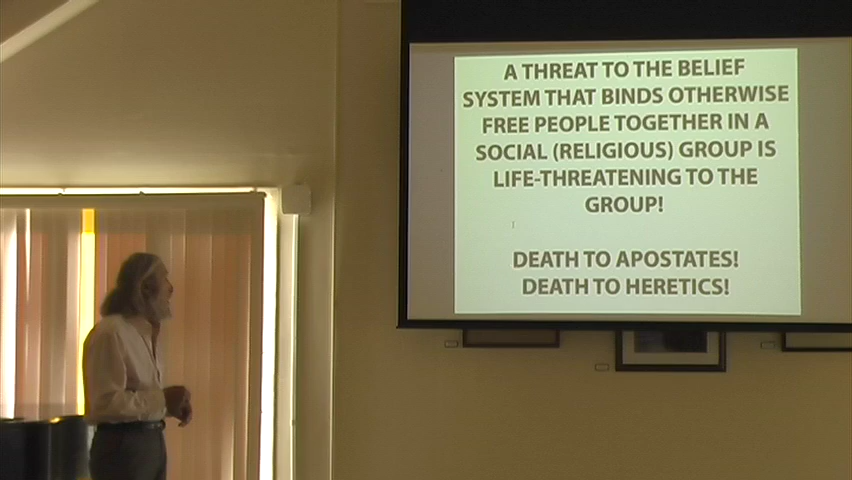 A THREAT TO THE BELIEF
SYSTEM THAT BINDS OTHERWISE
FREE PEOPLE TOGETHER IN A
SOCIAL (RELIGIOUS) GROUP IS
LIFE-THREATENING TO THE
GROUP!
DEATH TO APOSTATES!
DEATH TO HERETICS!